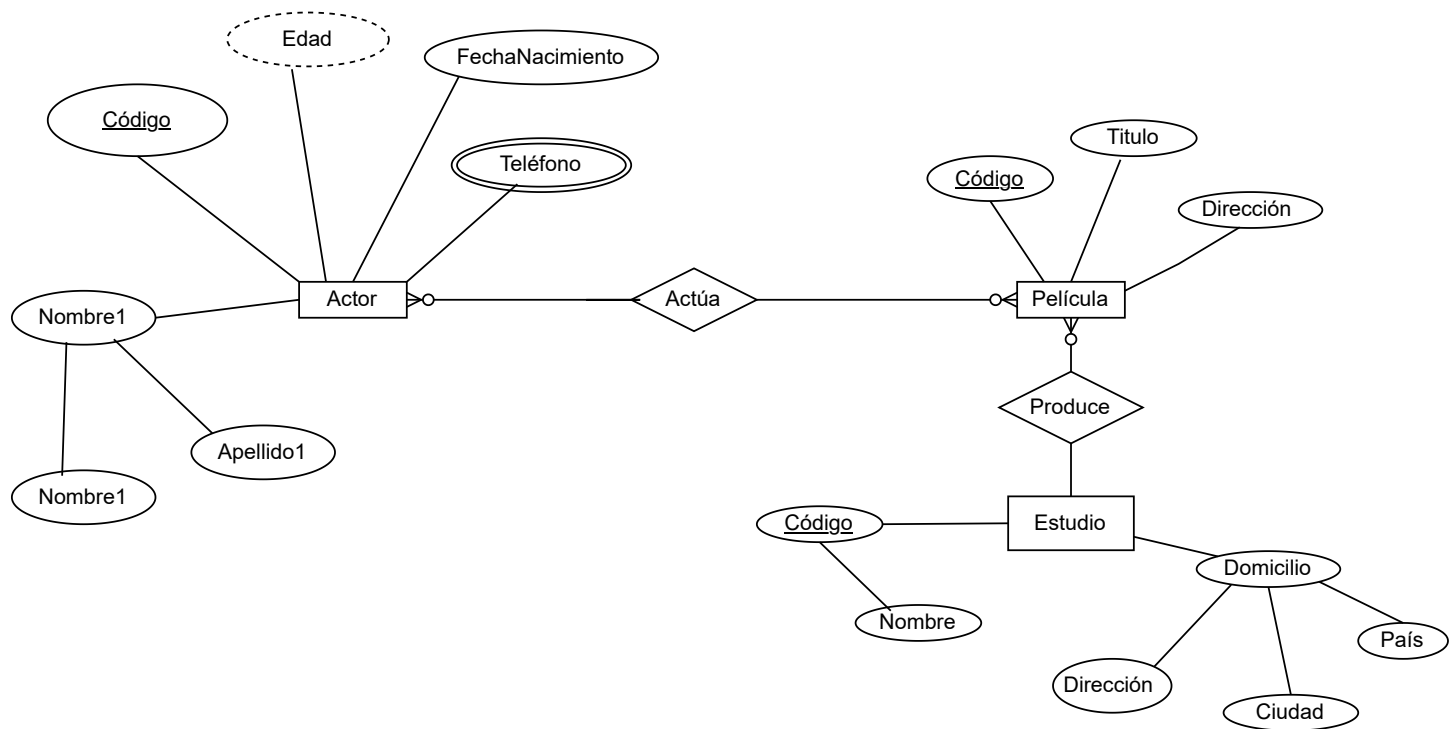 Edad
FechaNacimiento
Código
Teléfono
Titulo
Código
Dirección
Actor
Actúa
Película
Nombre1
Produce
Apellido1
Nombre1
Código
Estudio
Domicilio
Nombre
País
Dirección
Ciudad